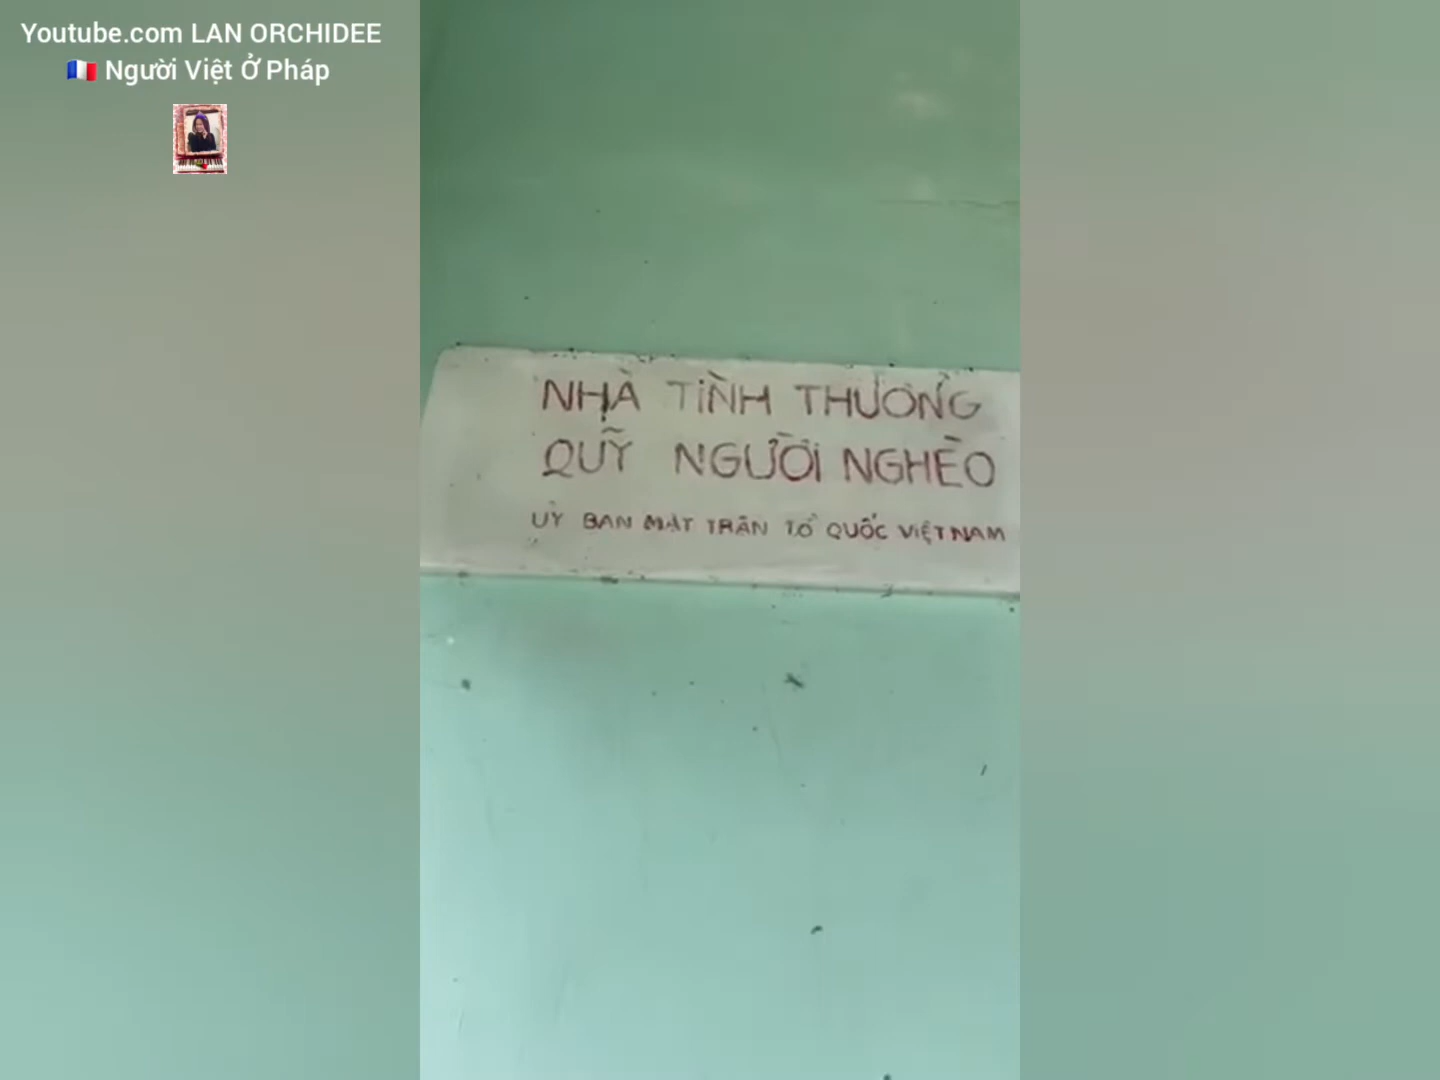 Youtube.com LAN ORCHIDEE
🇫🇷 Người Việt Ở Pháp
NHÀ TÌNH THƯƠNG
QUỸ NGƯỜI NGHÈO
UỶ BAN MẶT TRẬN TỔ QUỐC VIỆT NAM